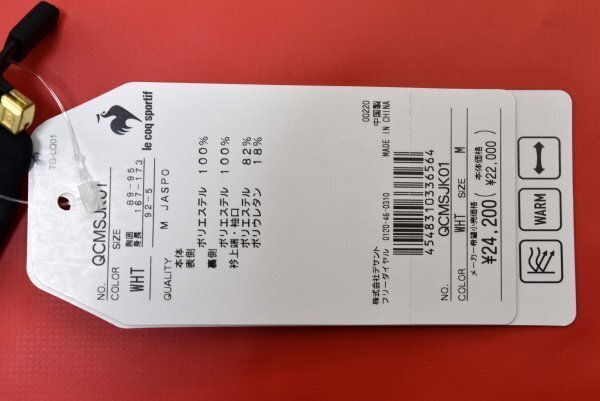 TG-L001
le coq sportif
NO. QCMSJK01
COLOR SIZE
WHT
胸囲 89-95
身長 167-173
92-5
QUALITY M JASPO
本体
表側
ポリエステル 100%
裏側
ポリエステル 100%
衿上端・袖口
ポリエステル 82%
ポリウレタン 18%
00220
中国製
MADE IN CHINA
株式会社デサント
フリーダイヤル 0120-46-0310
4548310336564
NO. QCMSJK01
COLOR WHT SIZE M
メーカー希望小売価格 本体価格
¥24,200(¥22,000)
WARM